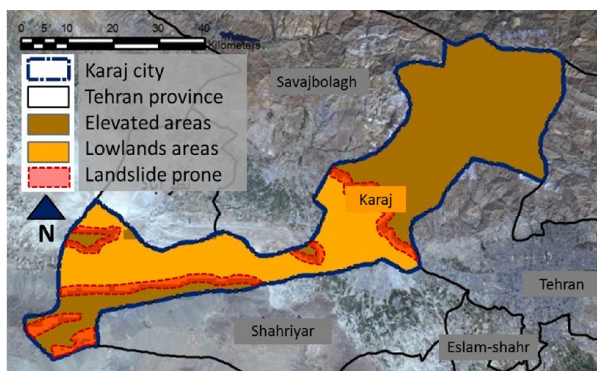 0 5 10 20 30 40
Kilometers
Karaj city
Tehran province
Elevated areas
Lowlands areas
Landslide prone
N
Savajbolagh
Karaj
Tehran
Shahriyar
Eslam-shahr